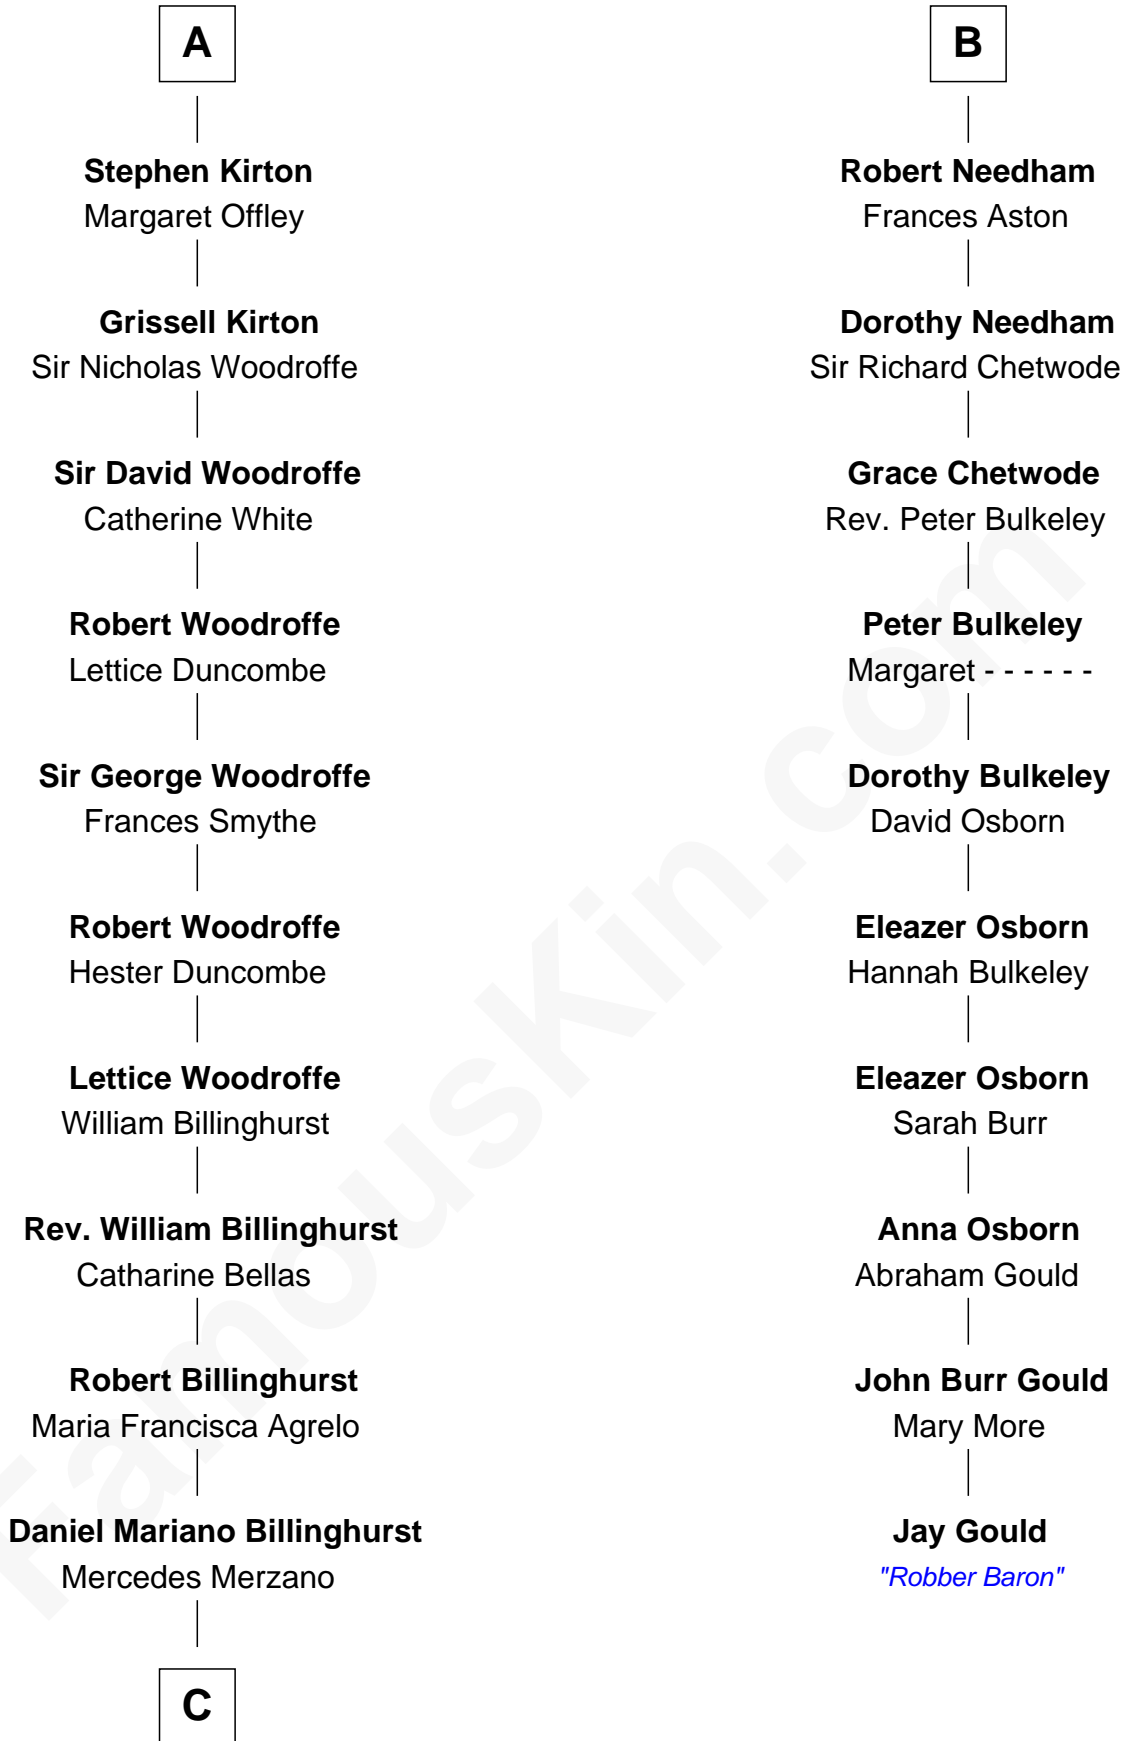 A
Stephen Kirton
Margaret Offley
Grissell Kirton
Sir Nicholas Woodroffe
Sir David Woodroffe
Catherine White
Robert Woodroffe
Lettice Duncombe
Sir George Woodroffe
Frances Smythe
Robert Woodroffe
Hester Duncombe
Lettice Woodroffe
William Billinghurst
Rev. William Billinghurst
Catharine Bellas
Robert Billinghurst
Maria Francisca Agrelo
Daniel Mariano Billinghurst
Mercedes Merzano
C
B
Robert Needham
Frances Aston
Dorothy Needham
Sir Richard Chetwode
Grace Chetwode
Rev. Peter Bulkeley
Peter Bulkeley
Margaret - - - - - -
Dorothy Bulkeley
David Osborn
Eleazer Osborn
Hannah Bulkeley
Eleazer Osborn
Sarah Burr
Anna Osborn
Abraham Gould
John Burr Gould
Mary More
Jay Gould
"Robber Baron"
FamousKin.com